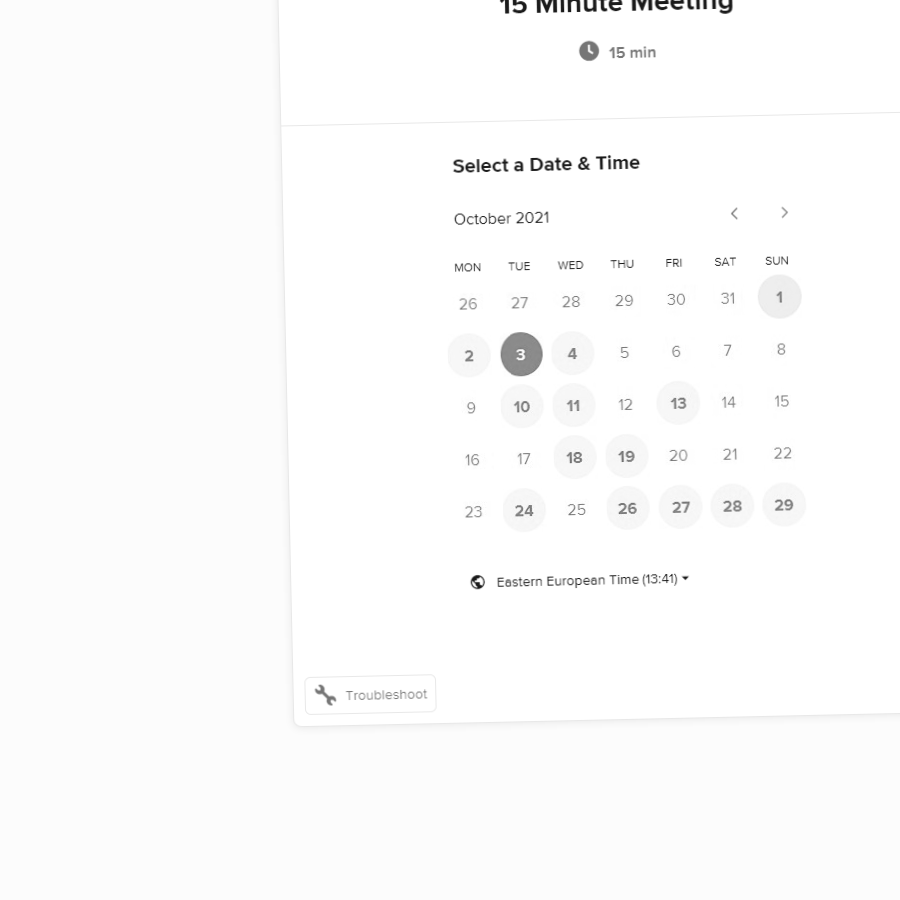 15 Minute Meeting
15 min
Select a Date & Time
October 2021
MON TUE WED THU FRI SAT SUN
26 27 28 29 30 31 1
2 3 4 5 6 7 8
9 10 11 12 13 14 15
16 17 18 19 20 21 22
23 24 25 26 27 28 29
Eastern European Time (13:41)
Troubleshoot